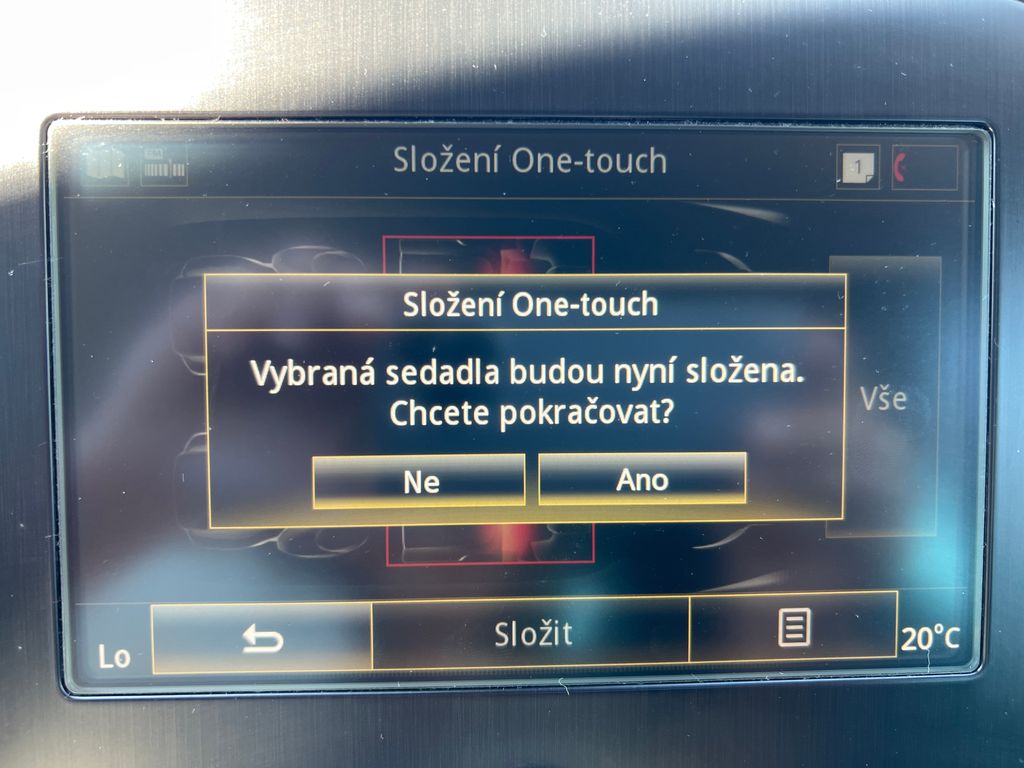 Složení One-touch
1
Složení One-touch
Vybraná sedadla budou nyní složena.
Chcete pokračovat?
Vše
Ne
Ano
Složit
Lo
20°C